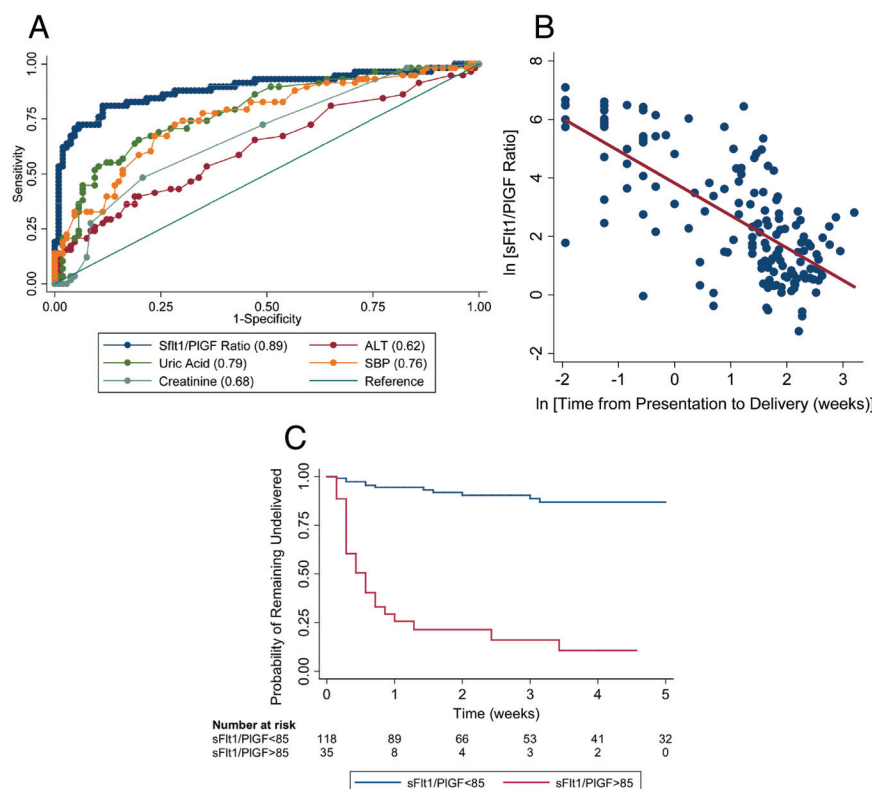 A
Sensitivity
1.00
0.75
0.50
0.25
0.00
0.00 0.25 0.50 0.75 1.00
1-Specificity
Sflt1/PlGF Ratio (0.89) ALT (0.62)
Uric Acid (0.79) SBP (0.76)
Creatinine (0.68) Reference
B
ln [sFlt1/PlGF Ratio]
8
6
4
2
0
-2
-2 -1 0 1 2 3
ln [Time from Presentation to Delivery (weeks)]
C
Probability of Remaining Undelivered
1.00
0.75
0.50
0.25
0.00
0 1 2 3 4 5
Time (weeks)
Number at risk
sFlt1/PlGF<85 118 89 66 53 41 32
sFlt1/PlGF>85 35 8 4 3 2 0
sFlt1/PlGF<85 sFlt1/PlGF>85